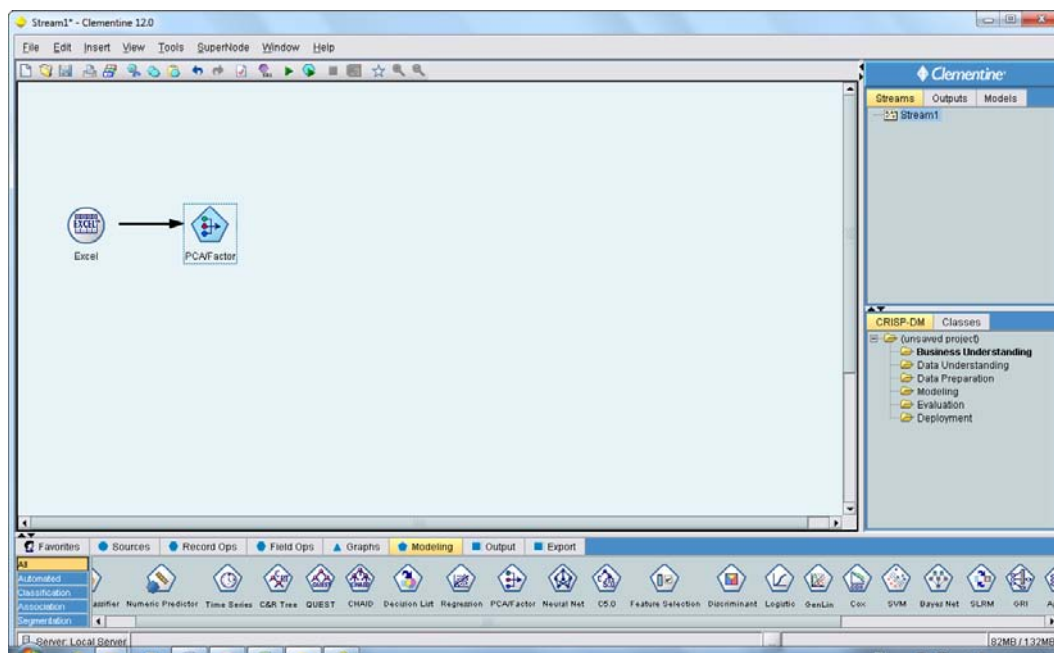 Stream1* - Clementine 12.0
File Edit Insert View Tools SuperNode Window Help
Clementine
Streams Outputs Models
Stream1
EXCEL
Excel
PCA/Factor
CRISP-DM Classes
(unsaved project)
Business Understanding
Data Understanding
Data Preparation
Modeling
Evaluation
Deployment
Favorites Sources Record Ops Field Ops Graphs Modeling Output Export
All
Automated
Classification
Association
Segmentation
Numeric Predictor Time Series C&R Tree QUEST CHAID Decision List Regression PCA/Factor Neural Net C5.0 Feature Selection Discriminant Logistic GenLin Cox SVM Bayes Net SLRM GRI
Server: Local Server
82MB / 132MB